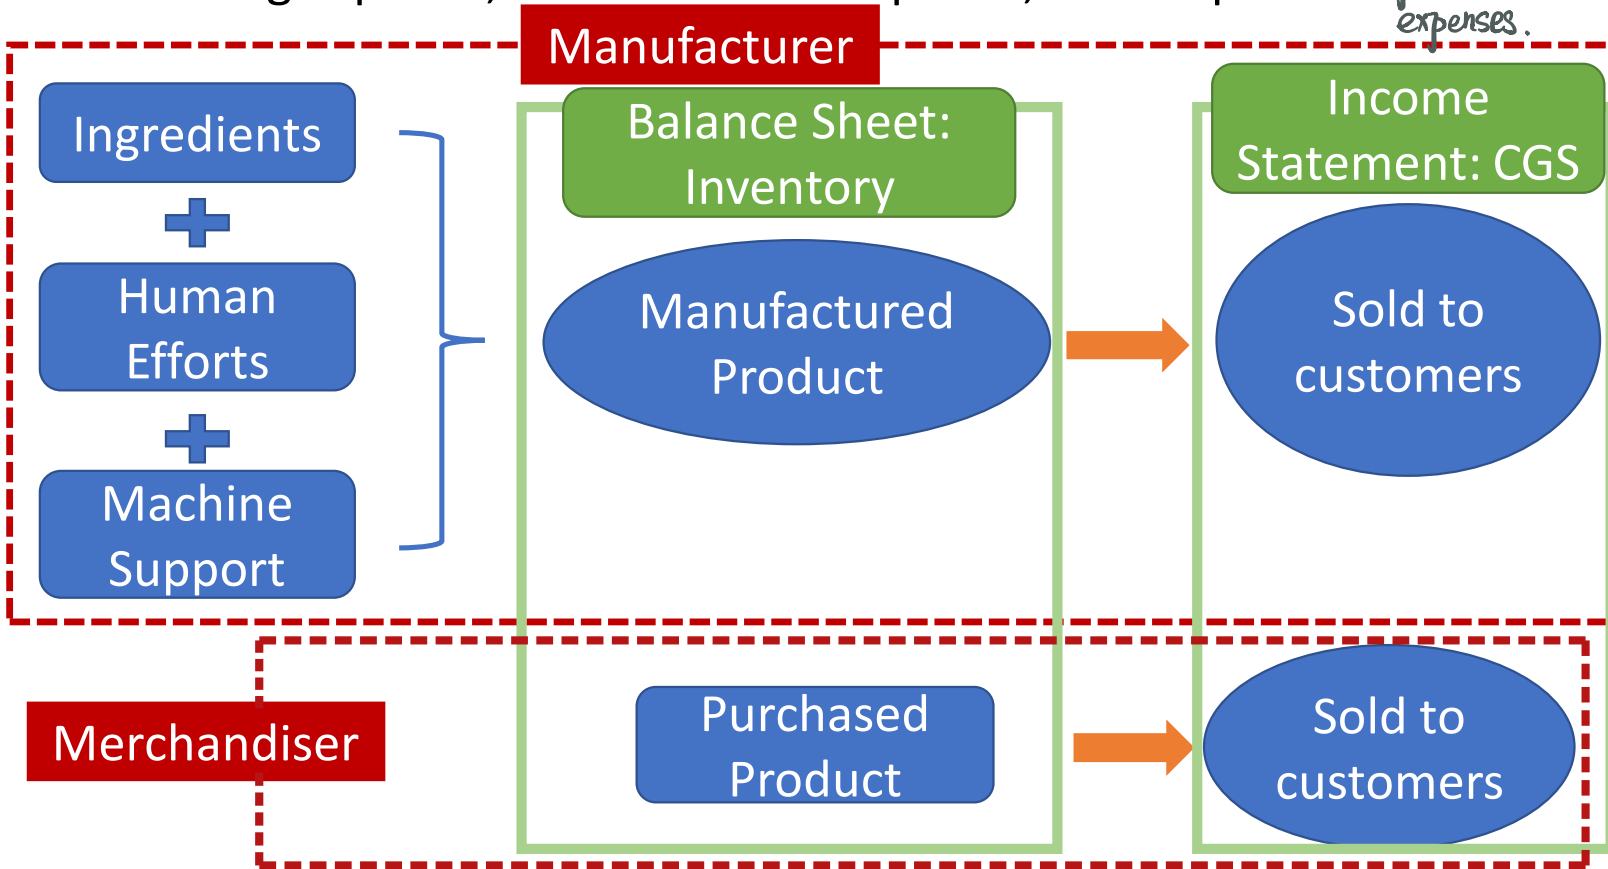 expenses.
Manufacturer
Ingredients
Human
Efforts
Machine
Support
Balance Sheet:
Inventory
Manufactured
Product
Income
Statement: CGS
Sold to
customers
Merchandiser
Purchased
Product
Sold to
customers